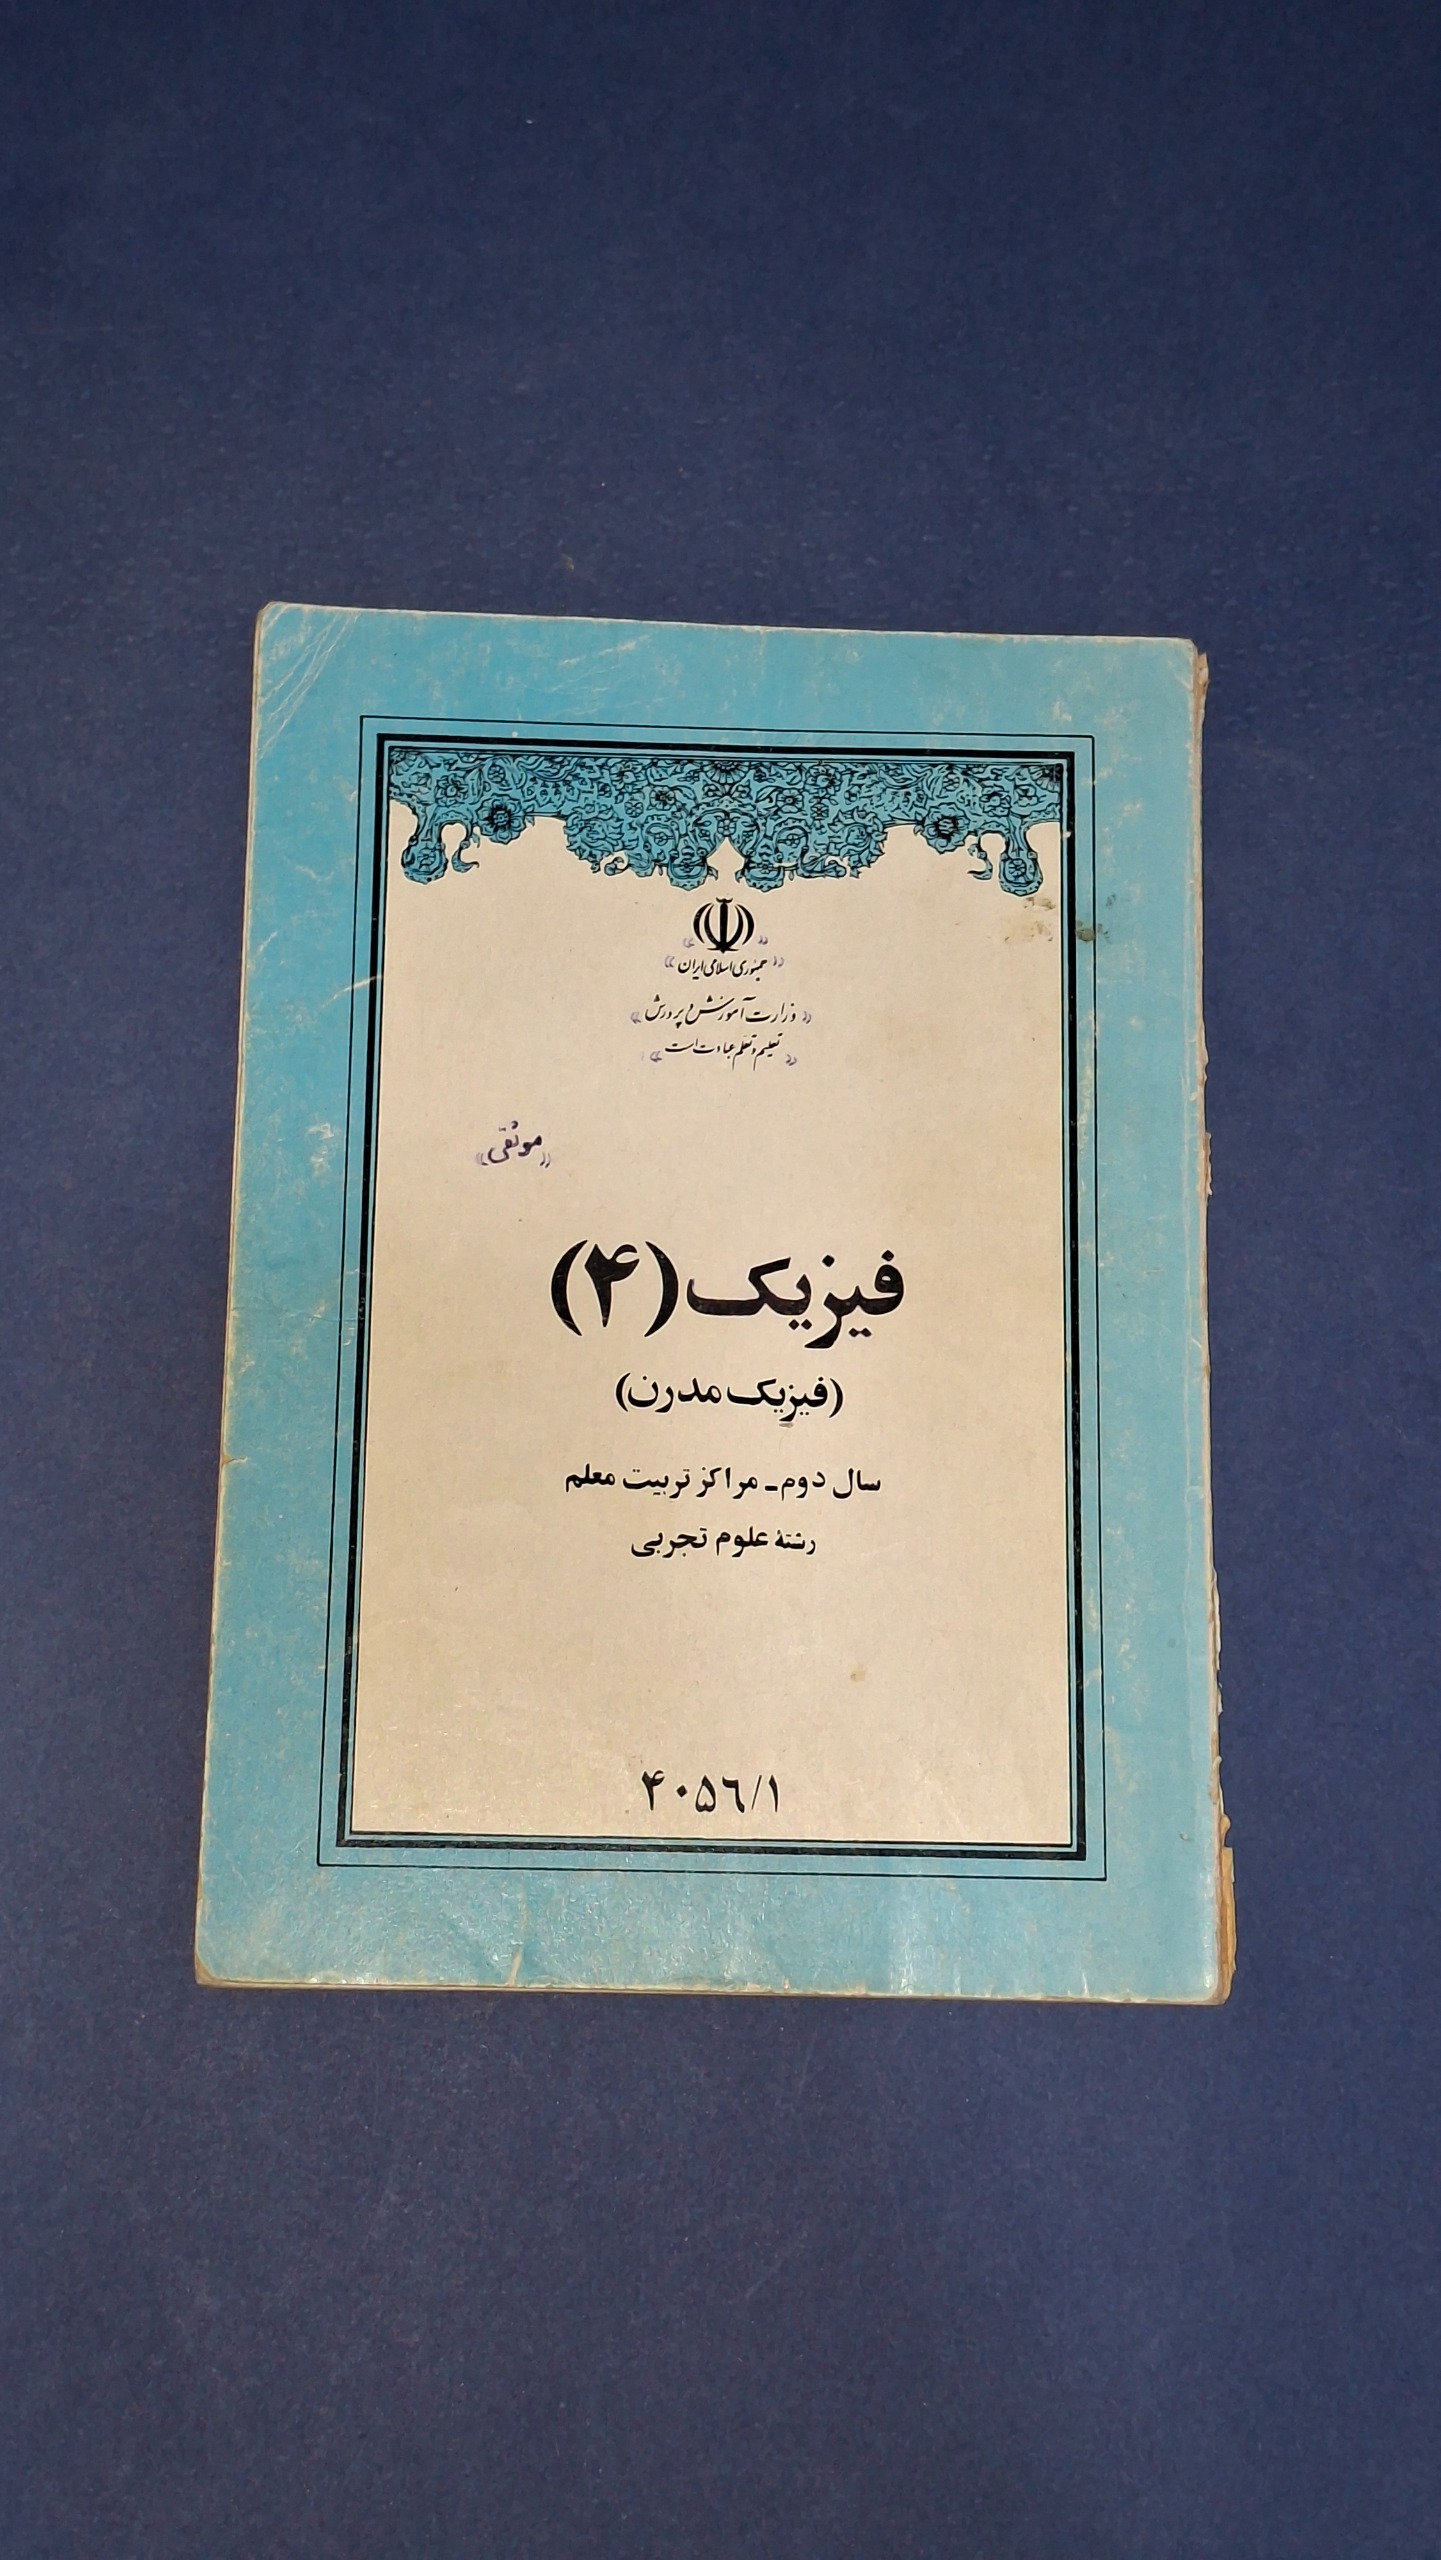 « جمهوری اسلامی ایران »
« وزارت آموزش و پرورش »
« تعلیم و تعلم عبادت است »
« موثقی »
فیزیک (۴)
(فیزیک مدرن)
سال دوم - مراکز تربیت معلم
رشتهٔ علوم تجربی
۴۰۵۶/۱